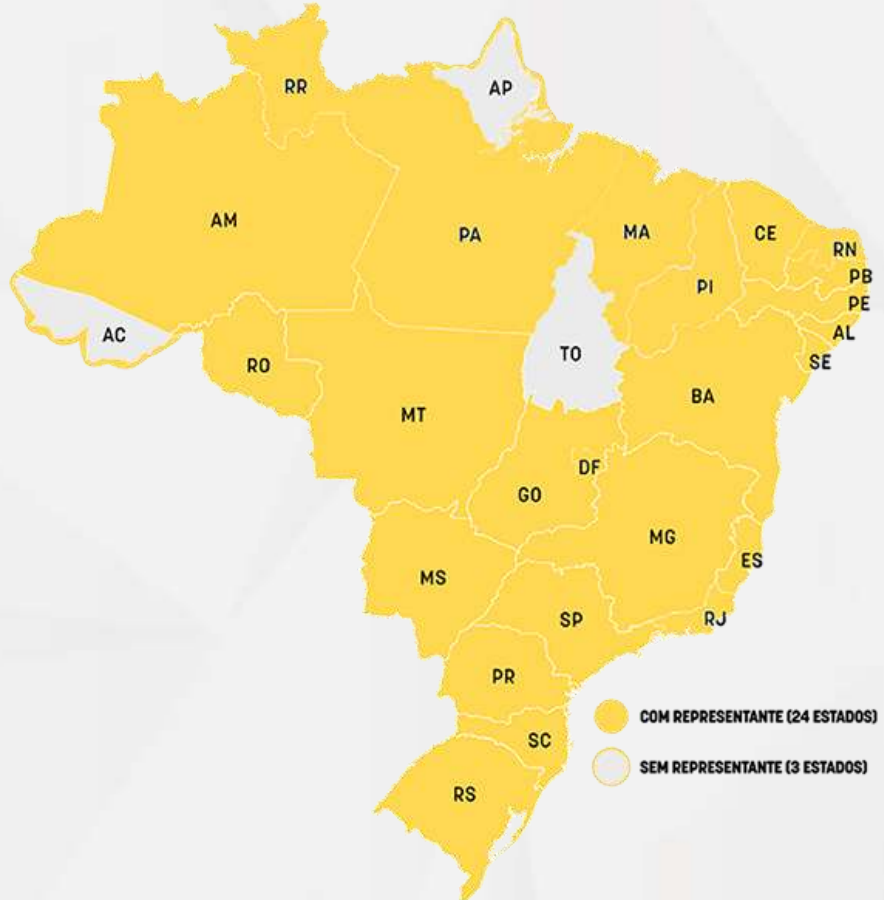 RR
AP
AM
PA
MA
CE
RN
PB
PI
PE
AL
AC
TO
SE
RO
BA
MT
DF
GO
MG
ES
MS
SP
RJ
PR
COM REPRESENTANTE (24 ESTADOS)
SC
SEM REPRESENTANTE (3 ESTADOS)
RS